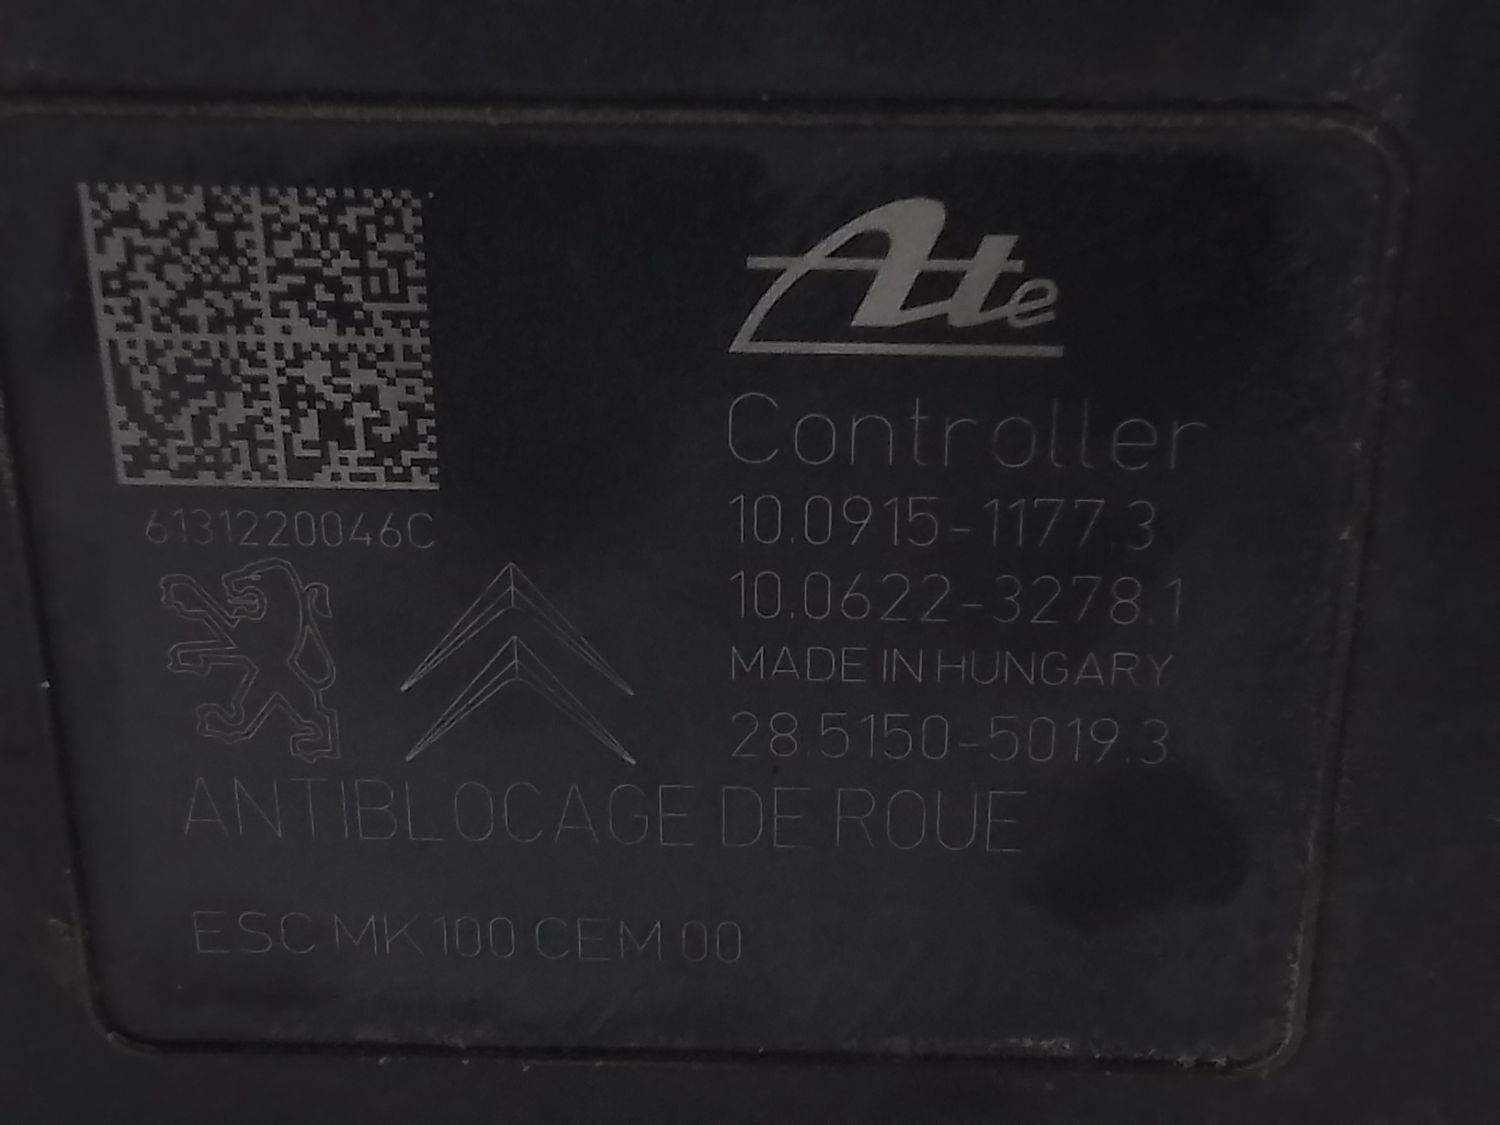 Ate
Controller
10.0915-1177.3
10.0622-3278.1
MADE IN HUNGARY
28.5150-5019.3
6131220046C
ANTIBLOCAGE DE ROUE
ESC MK100 CEM 00